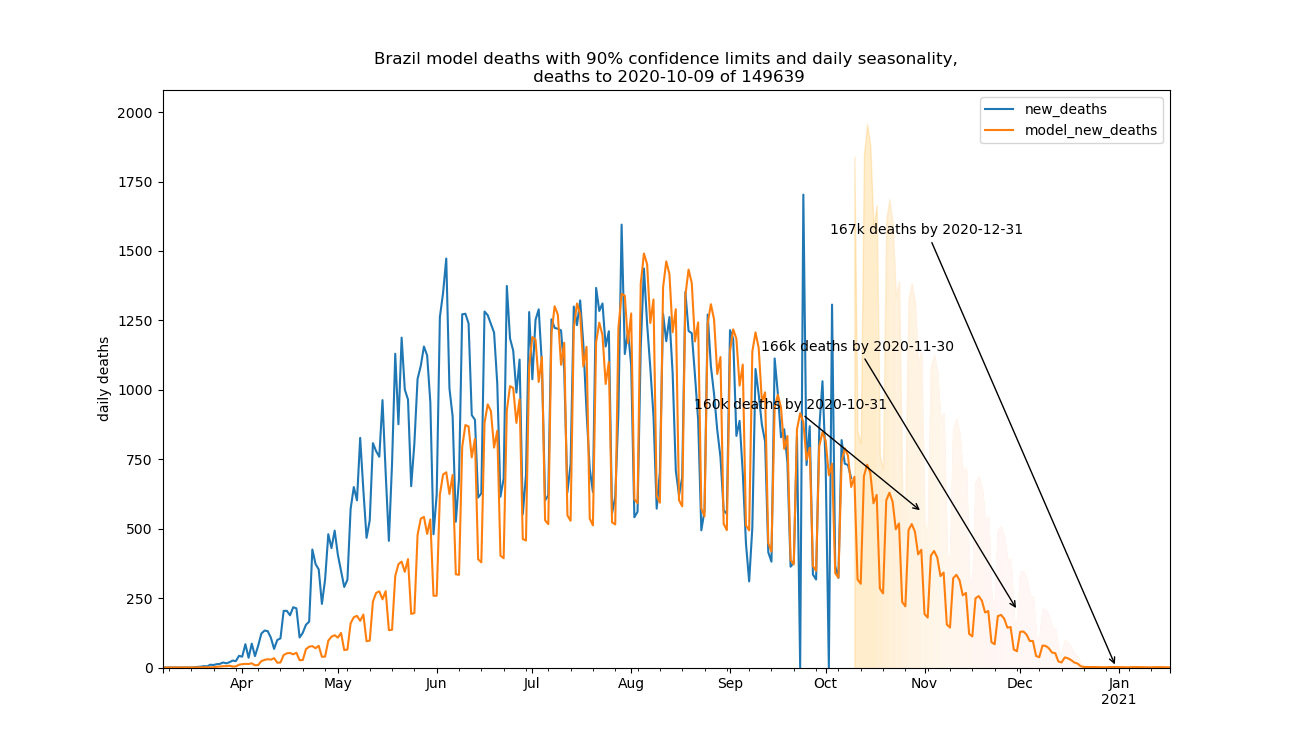 Brazil model deaths with 90% confidence limits and daily seasonality,
deaths to 2020-10-09 of 149639
new_deaths
model_new_deaths
2000
1750
1500
1250
1000
750
500
250
0
daily deaths
167k deaths by 2020-12-31
166k deaths by 2020-11-30
160k deaths by 2020-10-31
Apr May Jun Jul Aug Sep Oct Nov Dec Jan
2021